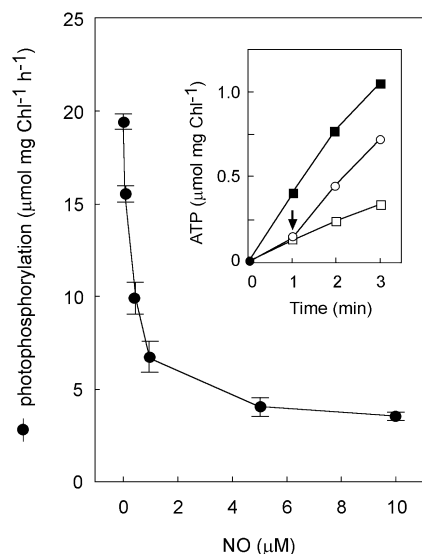 photophosphorylation (μmol mg Chl⁻¹ h⁻¹)
25
20
15
10
5
0
0 2 4 6 8 10
NO (μM)
ATP (μmol mg Chl⁻¹)
1.0
0.5
0
0 1 2 3
Time (min)